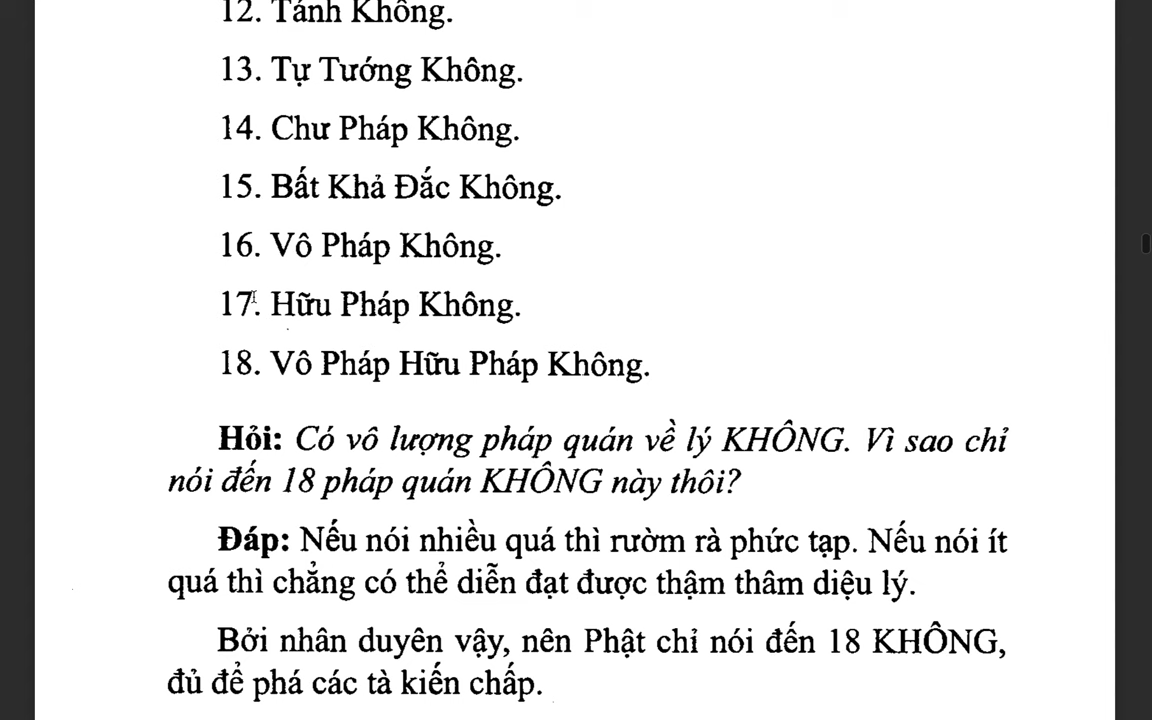 12. Tánh Không.
13. Tự Tướng Không.
14. Chư Pháp Không.
15. Bất Khả Đắc Không.
16. Vô Pháp Không.
17. Hữu Pháp Không.
18. Vô Pháp Hữu Pháp Không.
Hỏi: Có vô lượng pháp quán về lý KHÔNG. Vì sao chỉ
nói đến 18 pháp quán KHÔNG này thôi?
Đáp: Nếu nói nhiều quá thì rườm rà phức tạp. Nếu nói ít
quá thì chẳng có thể diễn đạt được thậm thâm diệu lý.
Bởi nhân duyên vậy, nên Phật chỉ nói đến 18 KHÔNG,
đủ để phá các tà kiến chấp.